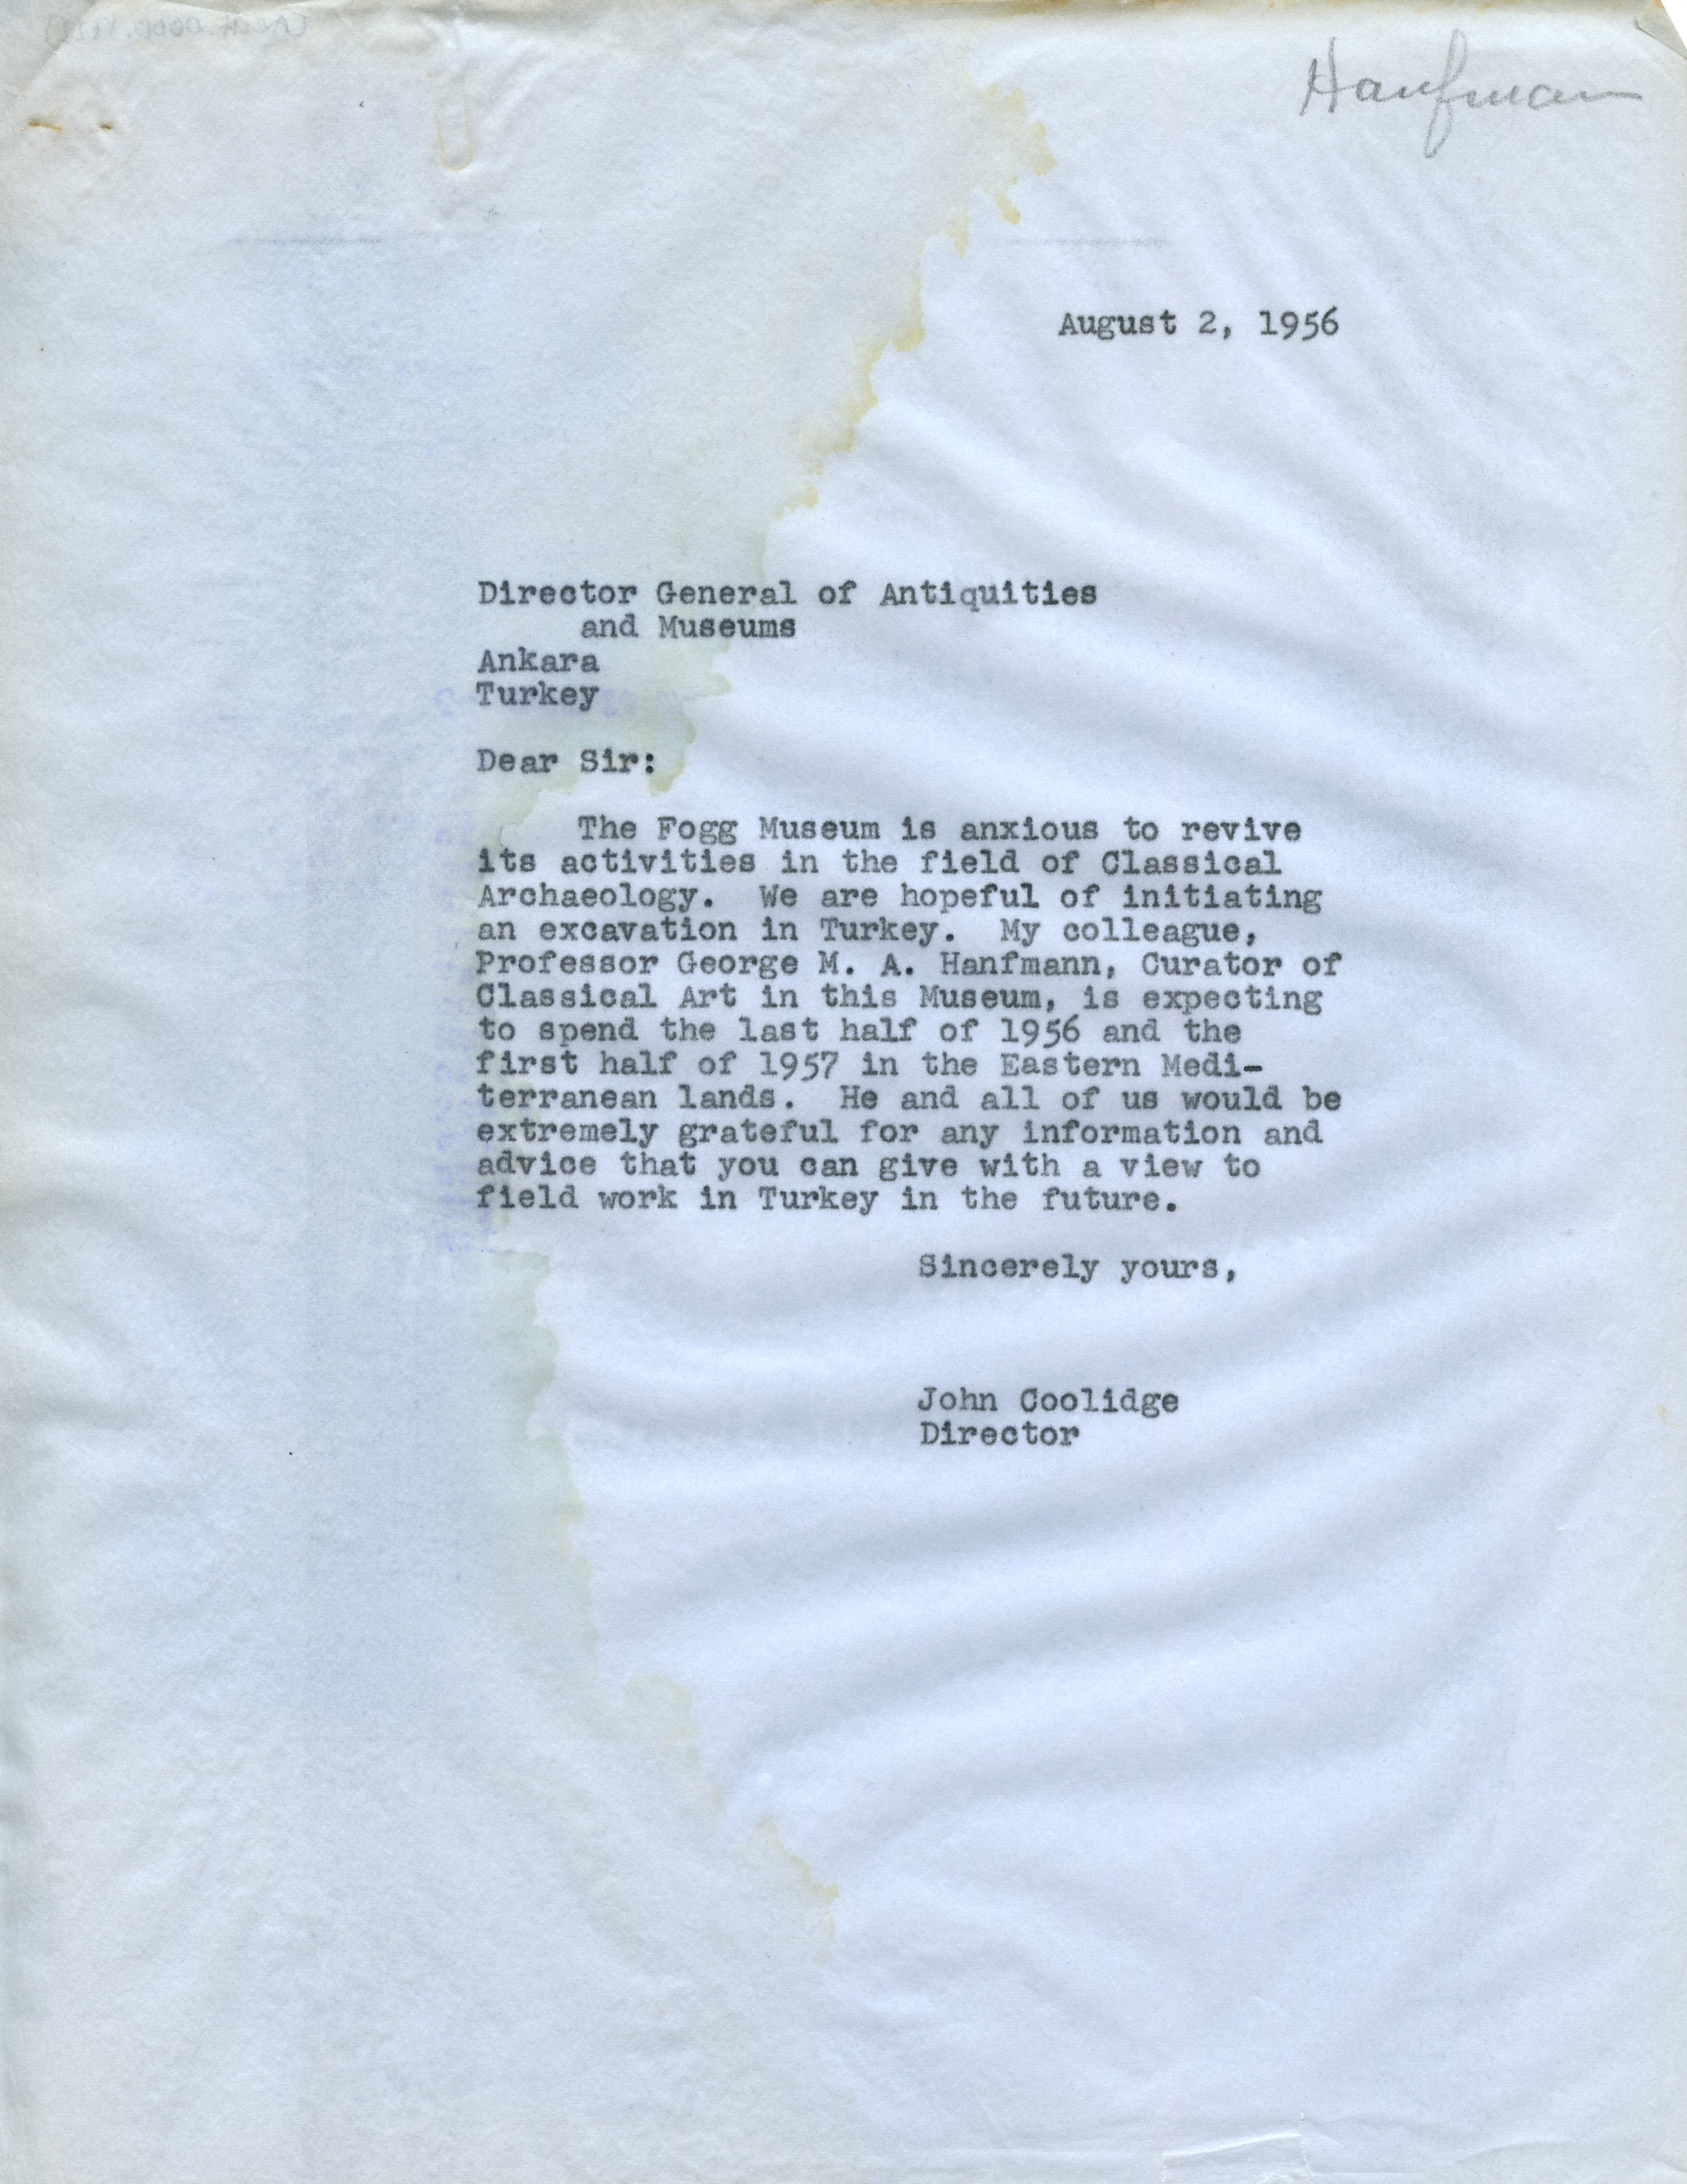 Hanfman
August 2, 1956
Director General of Antiquities
and Museums
Ankara
Turkey
Dear Sir:
The Fogg Museum is anxious to revive
its activities in the field of Classical
Archaeology. We are hopeful of initiating
an excavation in Turkey. My colleague,
Professor George M. A. Hanfmann, Curator of
Classical Art in this Museum, is expecting
to spend the last half of 1956 and the
first half of 1957 in the Eastern Medi-
terranean lands. He and all of us would be
extremely grateful for any information and
advice that you can give with a view to
field work in Turkey in the future.
Sincerely yours,
John Coolidge
Director